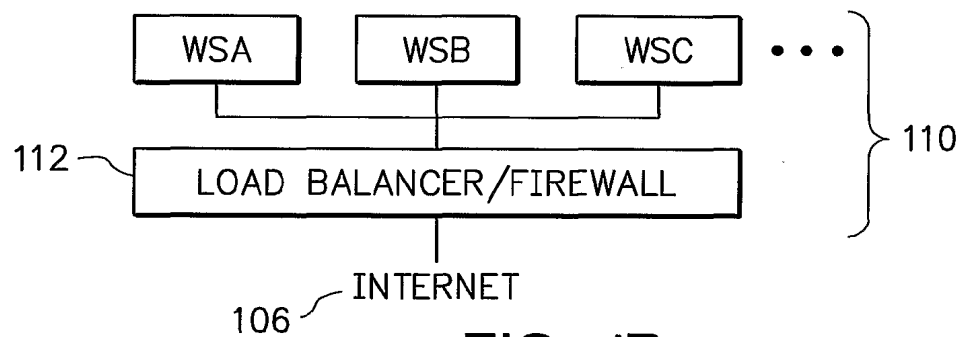 WSA WSB WSC
110
112 LOAD BALANCER/FIREWALL
INTERNET
106